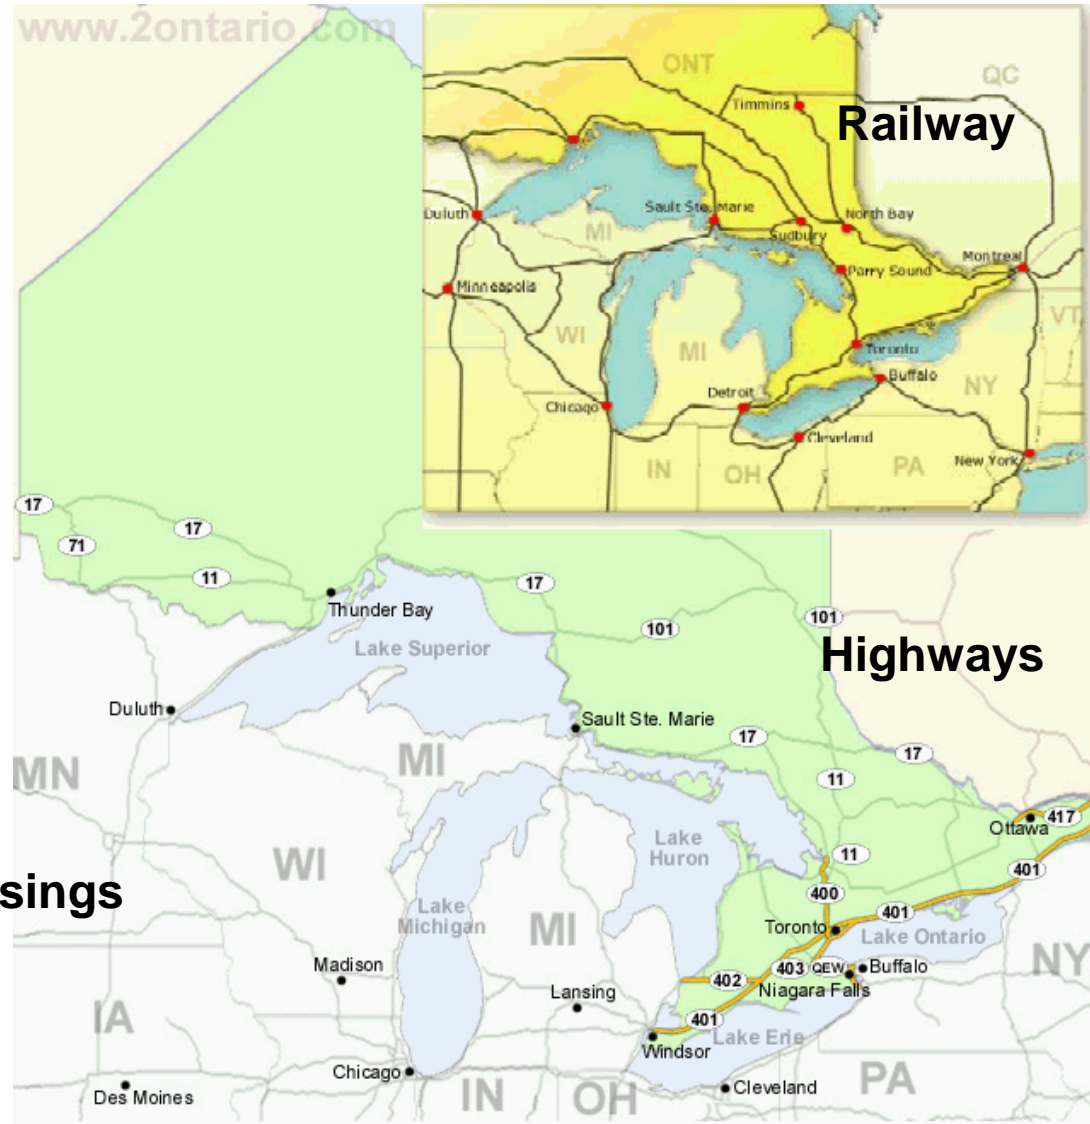 www.2ontario.com
ONT
QC
Timmins
Railway
Duluth
MI
Sault Ste. Marie
Sudbury
North Bay
Montreal
Parry Sound
Minneapolis
VT
WI
MI
Toronto
Buffalo
NY
Detroit
Chicago
Cleveland
New York
IN
OH
PA
17
17
71
11
17
Thunder Bay
101
101
Lake Superior
Highways
Duluth
Sault Ste. Marie
17
17
MN
MI
11
Ottawa
417
Lake
Huron
11
401
WI
sings
400
Lake
Michigan
MI
401
Toronto
Lake Ontario
NY
Madison
403
QEW
Buffalo
402
Niagara Falls
Lansing
IA
401
Lake Erie
Windsor
Chicago
PA
Des Moines
IN
OH
Cleveland